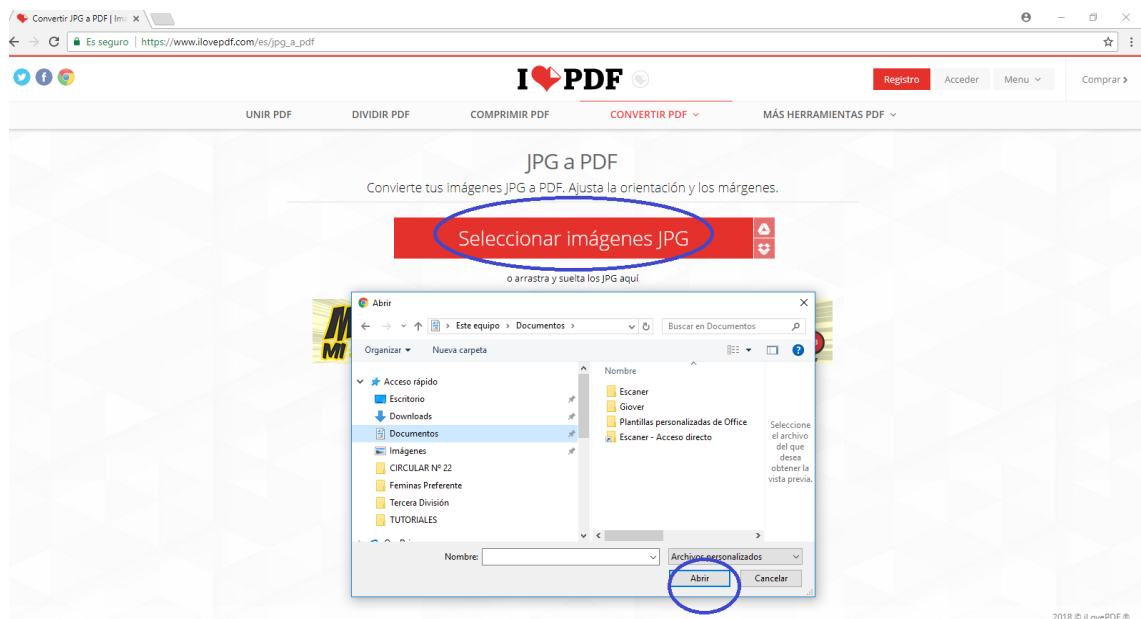 Convertir JPG a PDF | Im
Es seguro | https://www.ilovepdf.com/es/jpg_a_pdf
I PDF
Registro Acceder Menu Comprar
UNIR PDF DIVIDIR PDF COMPRIMIR PDF CONVERTIR PDF MÁS HERRAMIENTAS PDF
JPG a PDF
Convierte tus imágenes JPG a PDF. Ajusta la orientación y los márgenes.
Seleccionar imágenes JPG
o arrastra y suelta los JPG aquí
MI
Abrir
Este equipo > Documentos > Buscar en Documentos
Organizar Nueva carpeta
Acceso rápido
Escritorio
Downloads
Documentos
Imágenes
CIRCULAR Nº 22
Feminas Preferente
Tercera División
TUTORIALES
Nombre
Escaner
Giover
Plantillas personalizadas de Office
Escaner - Acceso directo
Seleccione
el archivo
del que
desea
obtener la
vista previa.
Nombre: Archivos personalizados
Abrir Cancelar
2018 © iLovePDF ®